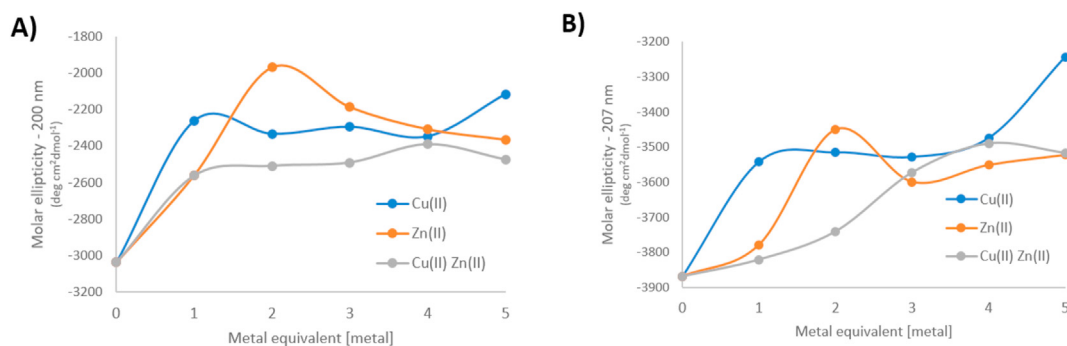 A)
Molar ellipticity - 200 nm
(deg cm²dmol⁻¹)
-1800
-2000
-2200
-2400
-2600
-2800
-3000
-3200
0 1 2 3 4 5
Metal equivalent [metal]
Cu(II)
Zn(II)
Cu(II) Zn(II)
B)
Molar ellipticity - 207 nm
(deg cm²dmol⁻¹)
-3200
-3300
-3400
-3500
-3600
-3700
-3800
-3900
0 1 2 3 4 5
Metal equivalent [metal]
Cu(II)
Zn(II)
Cu(II) Zn(II)